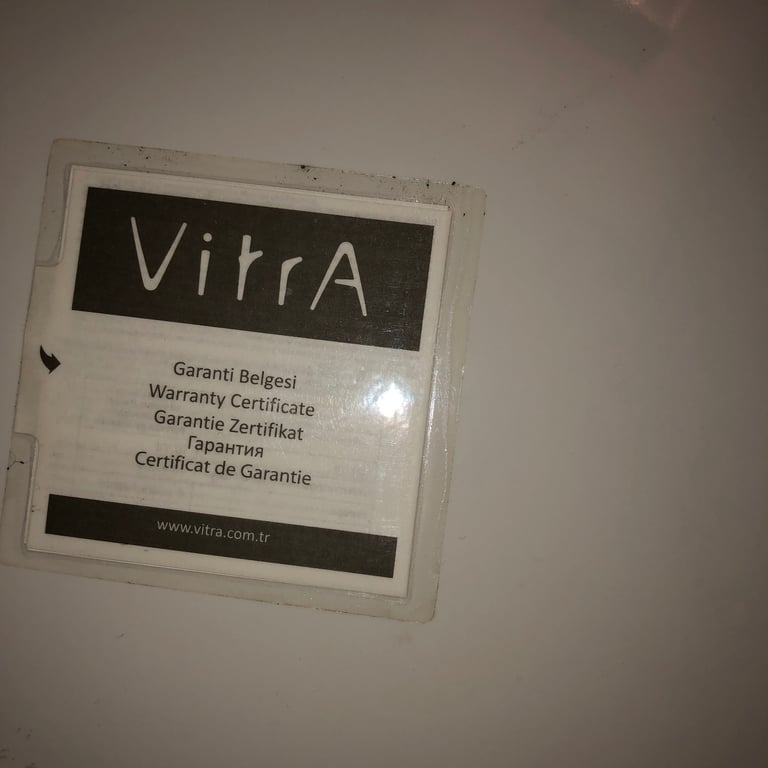 VitrA
Garanti Belgesi
Warranty Certificate
Garantie Zertifikat
Гарантия
Certificat de Garantie
www.vitra.com.tr